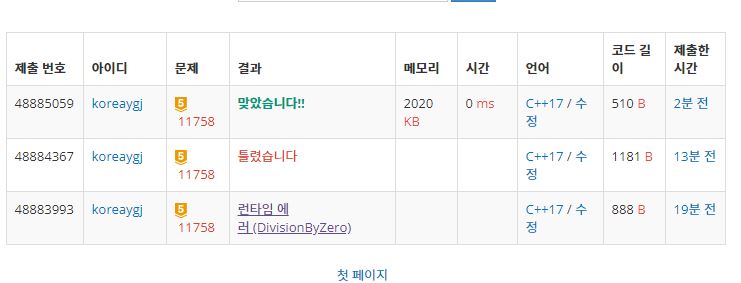 제출 번호 아이디 문제 결과 메모리 시간 언어 코드 길이 제출한 시간
48885059 koreaygj 5 11758 맞았습니다!! 2020 KB 0 ms C++17 / 수정 510 B 2분 전
48884367 koreaygj 5 11758 틀렸습니다 C++17 / 수정 1181 B 13분 전
48883993 koreaygj 5 11758 런타임 에러 (DivisionByZero) C++17 / 수정 888 B 19분 전
첫 페이지